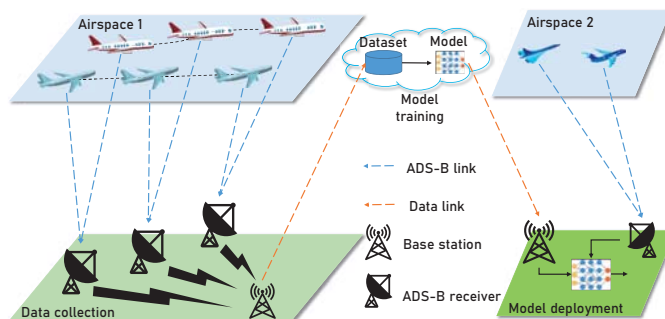 Airspace 1
Dataset
Model
Model
training
Airspace 2
ADS-B link
Data link
Base station
ADS-B receiver
Data collection
Model deployment